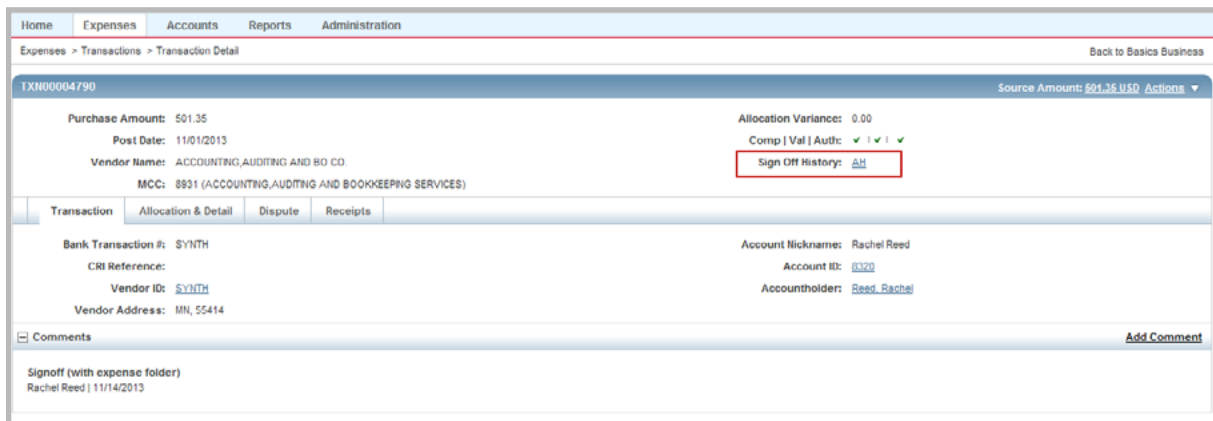 Home Expenses Accounts Reports Administration
Expenses > Transactions > Transaction Detail Back to Basics Business
TXN00004790 Source Amount: 501.35 USD Actions ▼
Purchase Amount: 501.35 Allocation Variance: 0.00
Post Date: 11/01/2013 Comp | Val | Auth: ✔ | ✔ | ✔
Vendor Name: ACCOUNTING,AUDITING AND BO CO. Sign Off History: AH
MCC: 8931 (ACCOUNTING,AUDITING AND BOOKKEEPING SERVICES)
Transaction Allocation & Detail Dispute Receipts
Bank Transaction #: SYNTH Account Nickname: Rachel Reed
CRI Reference: Account ID: 8320
Vendor ID: SYNTH Accountholder: Reed, Rachel
Vendor Address: MN, 55414
Comments Add Comment
Signoff (with expense folder)
Rachel Reed | 11/14/2013